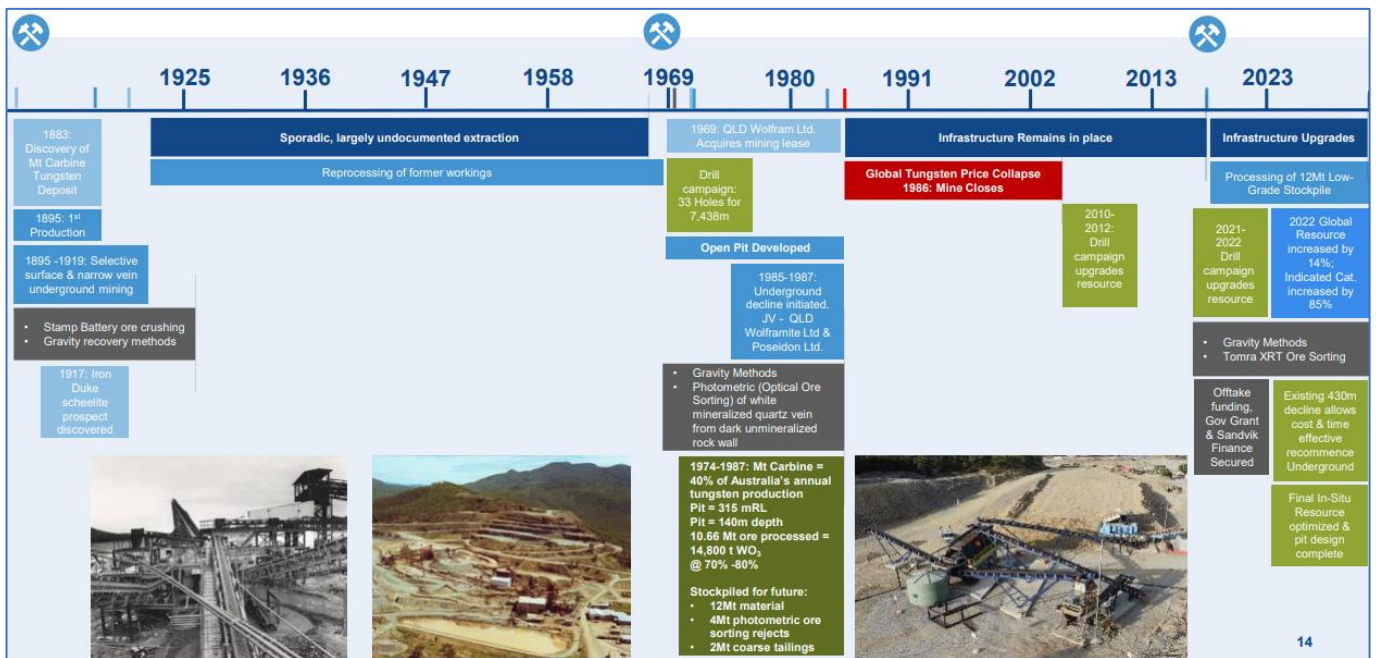 1925
1936
1947
1958
1969
1980
1991
2002
2013
2023
1883:
Discovery of
Mt Carbine
Tungsten
Deposit
1895: 1st
Production
1895 -1919: Selective
surface & narrow vein
underground mining
• Stamp Battery ore crushing
• Gravity recovery methods
1917: Iron
Duke
scheelite
prospect
discovered
Sporadic, largely undocumented extraction
Reprocessing of former workings
1969: QLD Wolfram Ltd.
Acquires mining lease
Drill
campaign:
33 Holes for
7,438m
Open Pit Developed
1985-1987:
Underground
decline initiated.
JV - QLD
Wolframite Ltd &
Poseidon Ltd.
• Gravity Methods
• Photometric (Optical Ore
Sorting) of white
mineralized quartz vein
from dark unmineralized
rock wall
1974-1987: Mt Carbine =
40% of Australia's annual
tungsten production
Pit = 315 mRL
Pit = 140m depth
10.66 Mt ore processed =
14,800 t WO3
@ 70% -80%
Stockpiled for future:
• 12Mt material
• 4Mt photometric ore
sorting rejects
• 2Mt coarse tailings
Infrastructure Remains in place
Global Tungsten Price Collapse
1986: Mine Closes
2010-
2012:
Drill
campaign
upgrades
resource
Infrastructure Upgrades
Processing of 12Mt Low-
Grade Stockpile
2021-
2022
Drill
campaign
upgrades
resource
2022 Global
Resource
increased by
14%;
Indicated Cat.
increased by
85%
• Gravity Methods
• Tomra XRT Ore Sorting
Offtake
funding,
Gov Grant
& Sandvik
Finance
Secured
Existing 430m
decline allows
cost & time
effective
recommence
Underground
Final In-Situ
Resource
optimized &
pit design
complete
14